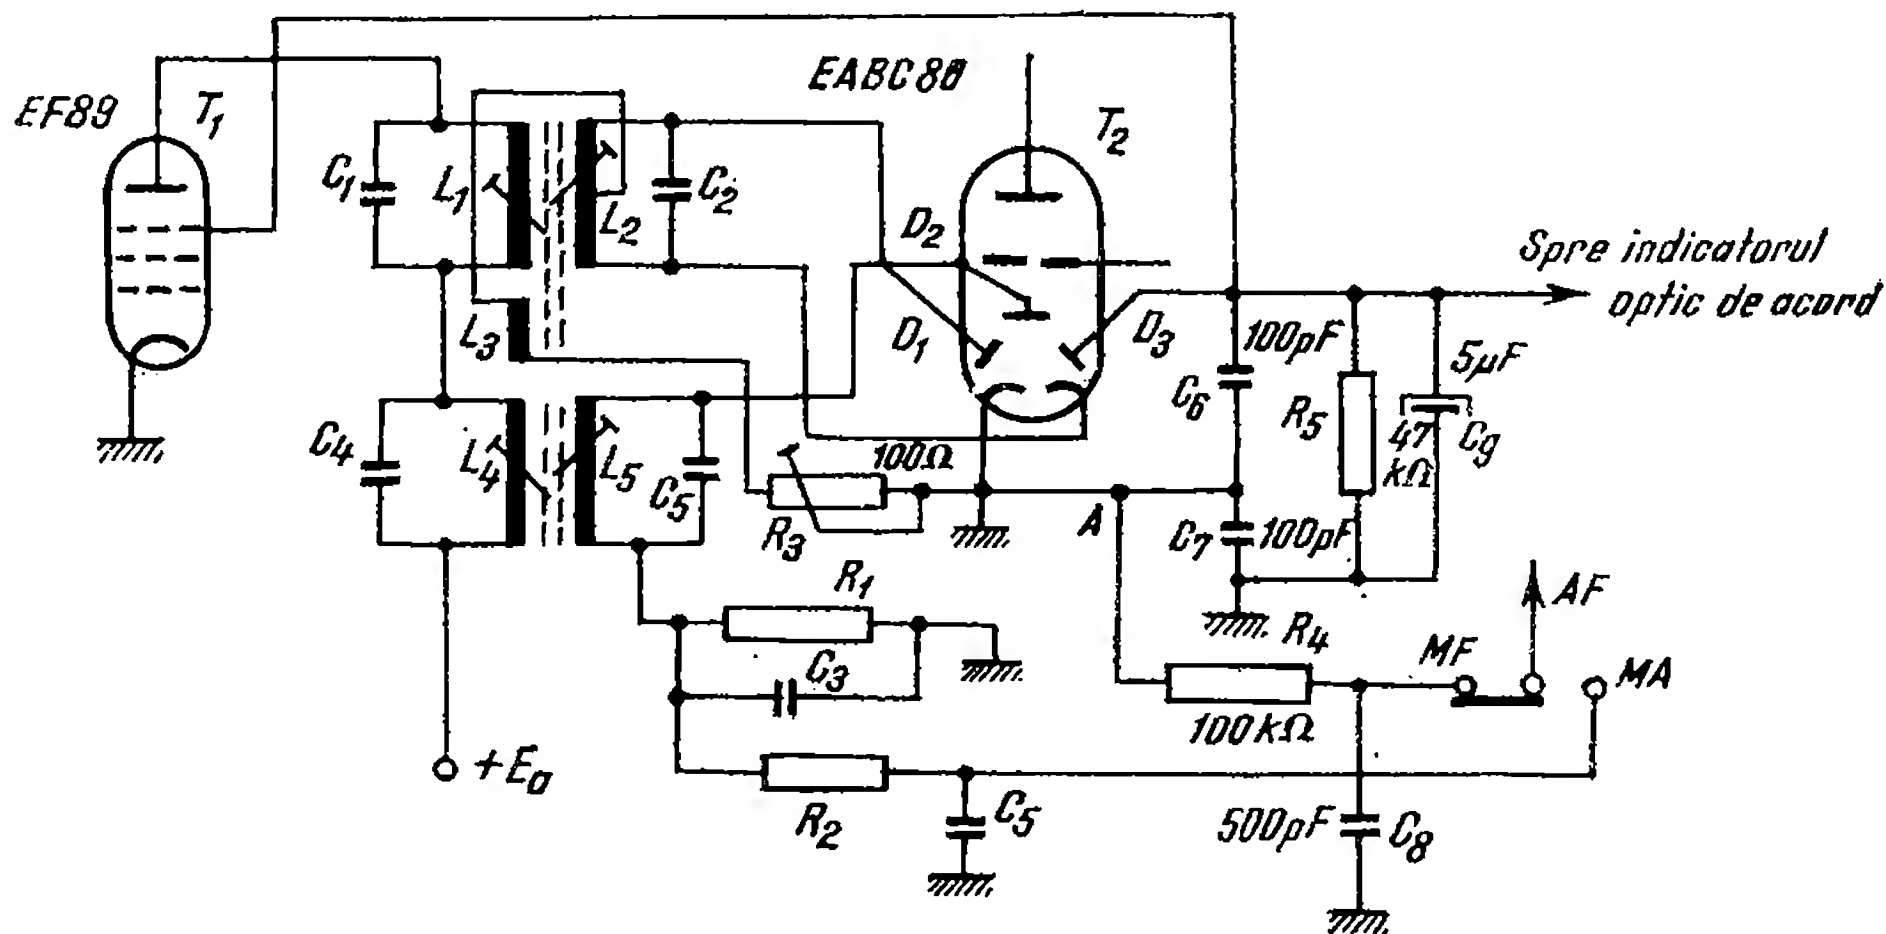 EF89
T1
EABC80
T2
C1
L1
L2
C2
D2
L3
D1
D3
Spre indicatorul
optic de acord
100pF
C6
R5
47
kΩ
5µF
C9
C4
L4
L5
C5
100Ω
R3
A
C7
100pF
R1
C3
R4
100kΩ
MF
AF
MA
+Ea
R2
C5
500pF
C8